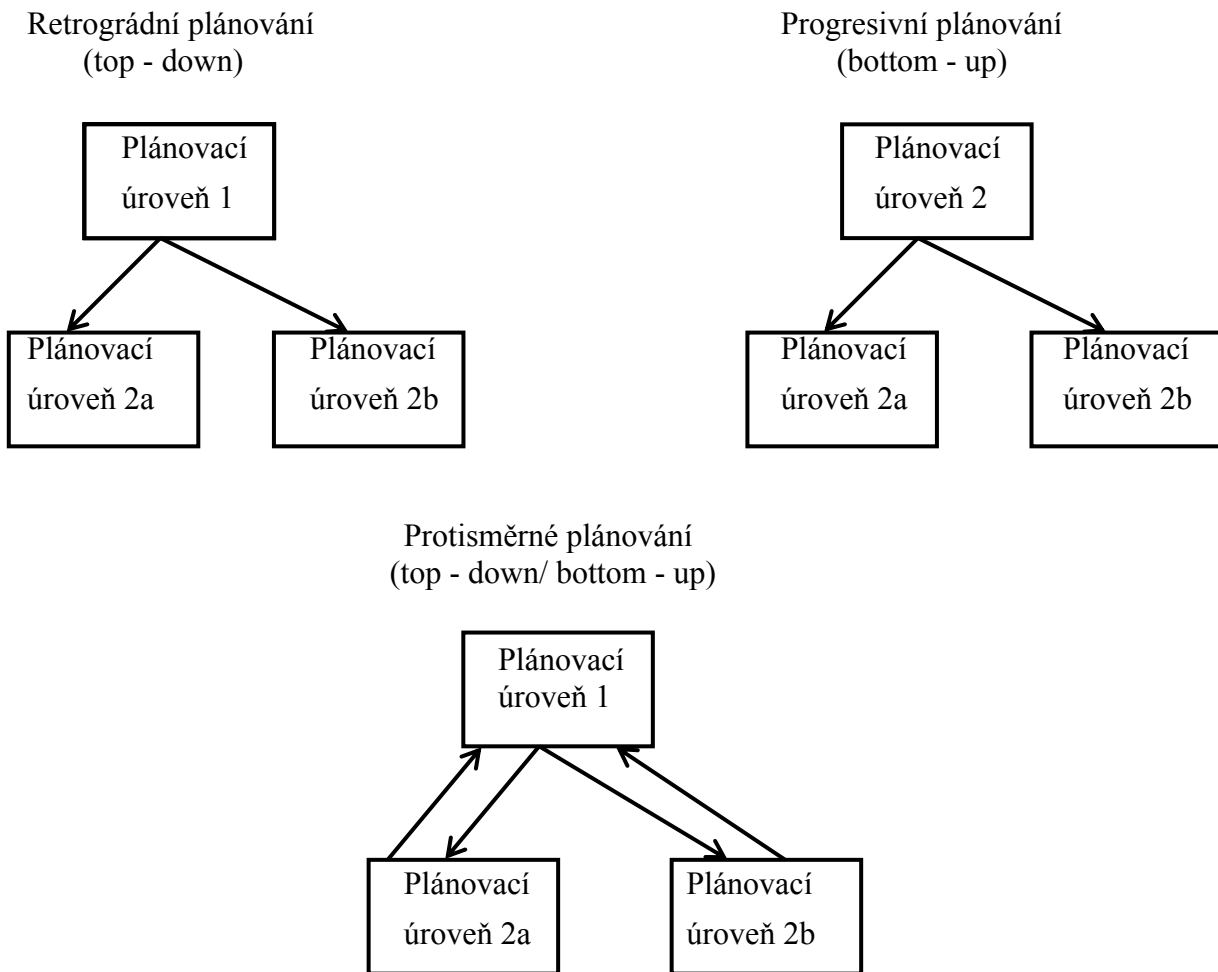 Retrográdní plánování
(top - down)
Plánovací
úroveň 1
Plánovací
úroveň 2a
Plánovací
úroveň 2b
Progresivní plánování
(bottom - up)
Plánovací
úroveň 2
Plánovací
úroveň 2a
Plánovací
úroveň 2b
Protisměrné plánování
(top - down/ bottom - up)
Plánovací
úroveň 1
Plánovací
úroveň 2a
Plánovací
úroveň 2b